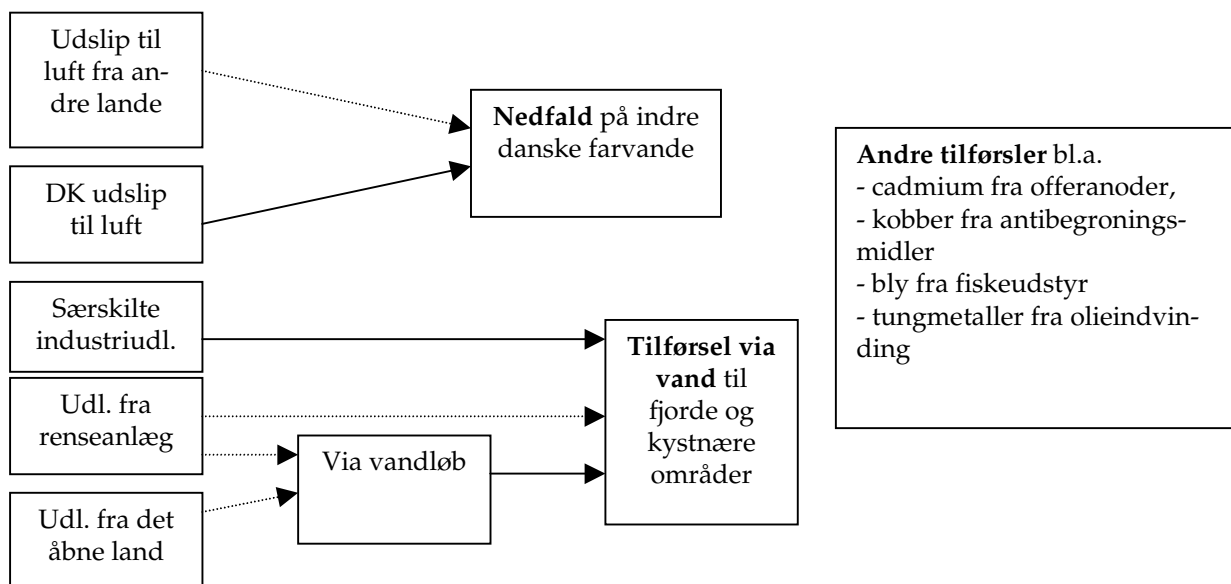 Udslip til
luft fra an-
dre lande
DK udslip
til luft
Særskilte
industriudl.
Udl. fra
renseanlæg
Udl. fra det
åbne land
Via vandløb
Nedfald på indre
danske farvande
Tilførsel via
vand til
fjorde og
kystnære
områder
Andre tilførsler bl.a.
- cadmium fra offeranoder,
- kobber fra antibegronings-
midler
- bly fra fiskeudstyr
- tungmetaller fra olieindvin-
ding